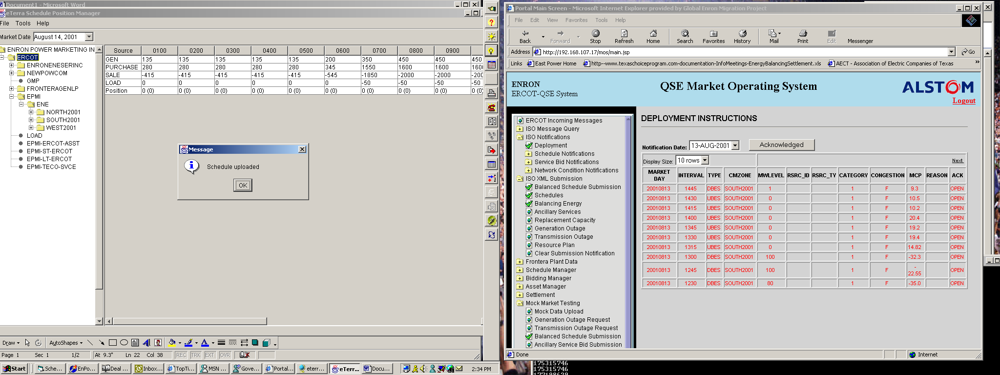 Document1 - Microsoft Word
eTerra Schedule Position Manager
File Tools Help
Market Date August 14, 2001
ENRON POWER MARKETING IN
ERCOT
ENRONENESERINC
NEWPOWCOM
GMP
FRONTERAGENLP
EPMI
ENE
NORTH2001
SOUTH2001
WEST2001
LOAD
EPMI-ERCOT-ASST
EPMI-ST-ERCOT
EPMI-LT-ERCOT
EPMI-TECO-SVCE
Source 0100 0200 0300 0400 0500 0600 0700 0800 0900
GEN 135 135 135 135 135 200 350 450 450 450
PURCHASE 280 280 280 280 280 345 1550 1600 1600 160
SALE -415 -415 -415 -415 -415 -545 -1850 -2000 -2000 -200
LOAD 0 0 0 0 0 0 -50 -50 -50 -50
Position 0 (0) 0 (0) 0 (0) 0 (0) 0 (0) 0 (0) 0 (0) 0 (0) 0 (0) 0 (0)
Message
Schedule uploaded
OK
Draw AutoShapes
Page 1 Sec 1 1/2 At 9.3" Ln 22 Col 38 REC TRK EXT OVR
Start Sche... EnPo... Deal ... Inbox... TopTi... MSN ... Gove... Portal... eterr... eTerr... Docu... 2:34 PM
Portal Main Screen - Microsoft Internet Explorer provided by Global Enron Migration Project
File Edit View Favorites Tools Help
Back Forward Stop Refresh Home Search Favorites History Mail Print Edit Messenger
Address http://192.168.107.17/mos/main.jsp Go
Links East Power Home http--www.texaschoiceprogram.com-documentation-InfoMeetings-EnergyBalancingSettlement.xls AECT - Association of Electric Companies of Texas »
ENRON
ERCOT-QSE System
QSE Market Operating System
ALSTOM
Logout
ERCOT Incoming Messages
ISO Message Query
ISO Notifications
Deployment
Schedule Notifications
Service Bid Notifications
Network Condition Notifications
ISO XML Submission
Balanced Schedule Submission
Schedules
Balancing Energy
Ancillary Services
Replacement Capacity
Generation Outage
Transmission Outage
Resource Plan
Clear Submission Notification
Frontera Plant Data
Schedule Manager
Bidding Manager
Asset Manager
Settlement
Mock Market Testing
Mock Data Upload
Generation Outage Request
Transmission Outage Request
Balanced Schedule Submission
Ancillary Service Bid Submission
DEPLOYMENT INSTRUCTIONS
Notification Date: 13-AUG-2001 Acknowledged
Display Size: 10 rows Next
MARKET DAY INTERVAL TYPE CMZONE MWLEVEL RSRC_ID RSRC_TY CATEGORY CONGESTION MCP REASON ACK
20010813 1445 DBES SOUTH2001 1 1 F 9.3 OPEN
20010813 1430 UBES SOUTH2001 0 1 F 10.5 OPEN
20010813 1415 UBES SOUTH2001 0 1 F 10.2 OPEN
20010813 1400 UBES SOUTH2001 0 1 F 20.4 OPEN
20010813 1345 UBES SOUTH2001 0 1 F 19.2 OPEN
20010813 1330 UBES SOUTH2001 0 1 F 19.4 OPEN
20010813 1315 UBES SOUTH2001 0 1 F 14.82 OPEN
20010813 1300 DBES SOUTH2001 100 1 F -32.3 OPEN
20010813 1245 DBES SOUTH2001 100 1 F -22.55 OPEN
20010813 1230 DBES SOUTH2001 80 1 F -35.0 OPEN
Done Internet
175315746
175315746